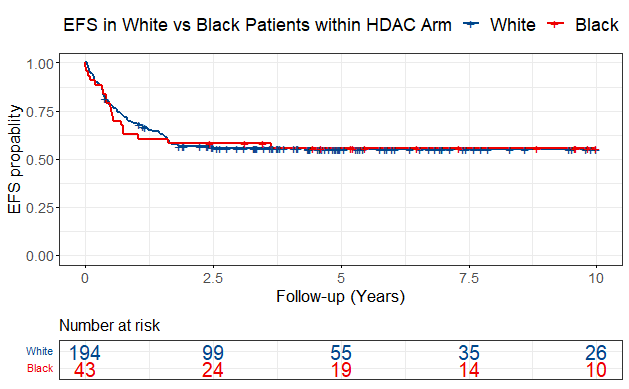 EFS in White vs Black Patients within HDAC Arm White Black
1.00
0.75
0.50
0.25
0.00
EFS propablity
0 2.5 5 7.5 10
Follow-up (Years)
Number at risk
White 194 99 55 35 26
Black 43 24 19 14 10